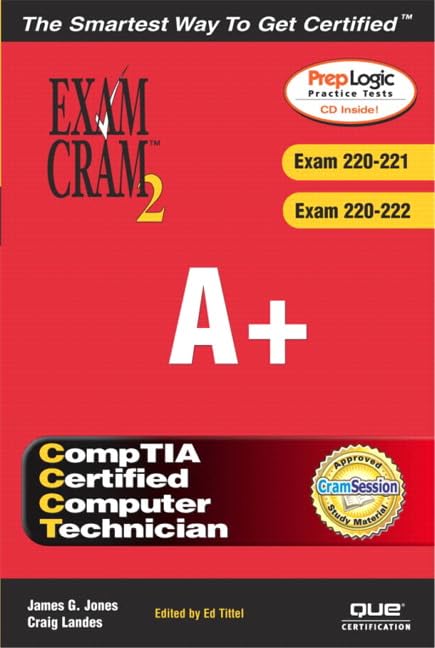 The Smartest Way To Get Certified™
EXAM
CRAM™
2
PrepLogic
Practice Tests
CD Inside!
Exam 220-221
Exam 220-222
A+
CompTIA
Certified
Computer
Technician
Approved
CramSession
Study Material
James G. Jones
Craig Landes
Edited by Ed Tittel
QUE®
CERTIFICATION